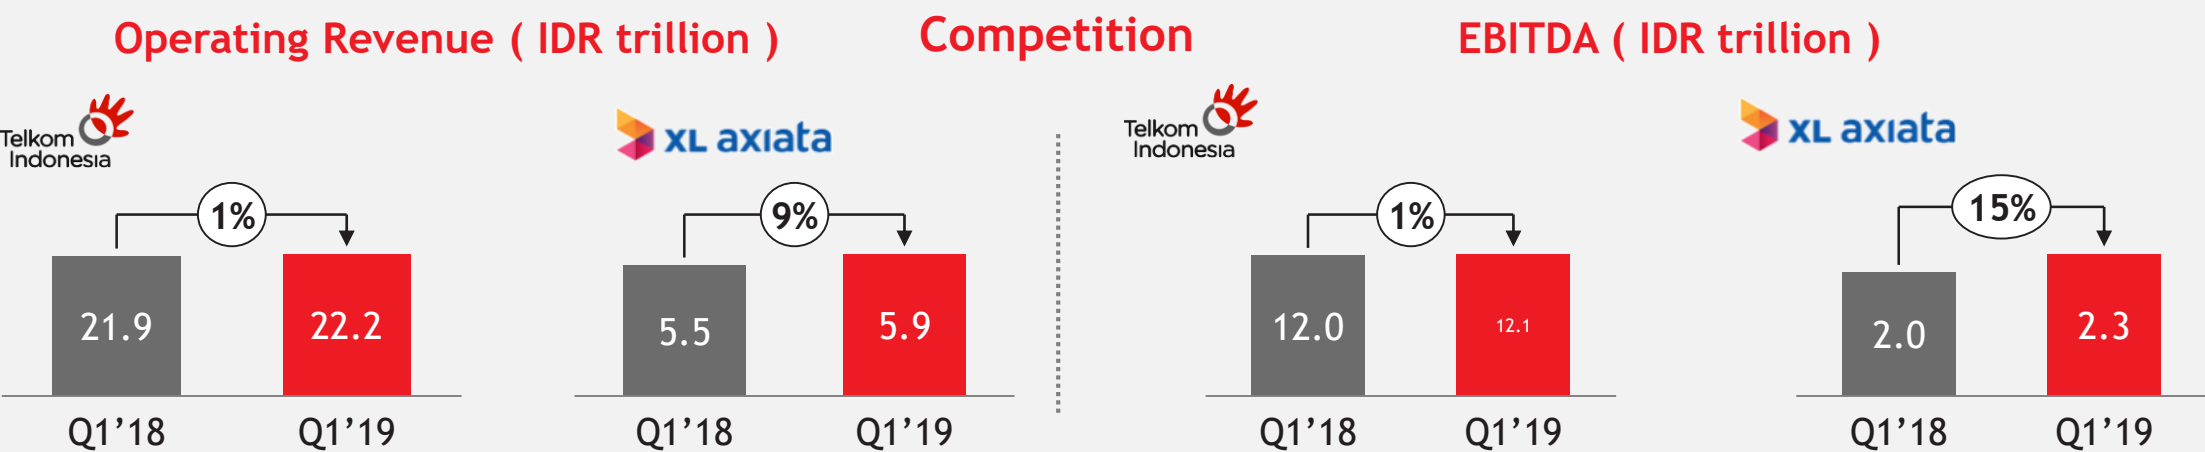 Operating Revenue ( IDR trillion )
Competition
EBITDA ( IDR trillion )
Telkom
Indonesia
XL axiata
Telkom
Indonesia
XL axiata
1%
9%
1%
15%
21.9
22.2
5.5
5.9
12.0
12.1
2.0
2.3
Q1’18
Q1’19
Q1’18
Q1’19
Q1’18
Q1’19
Q1’18
Q1’19